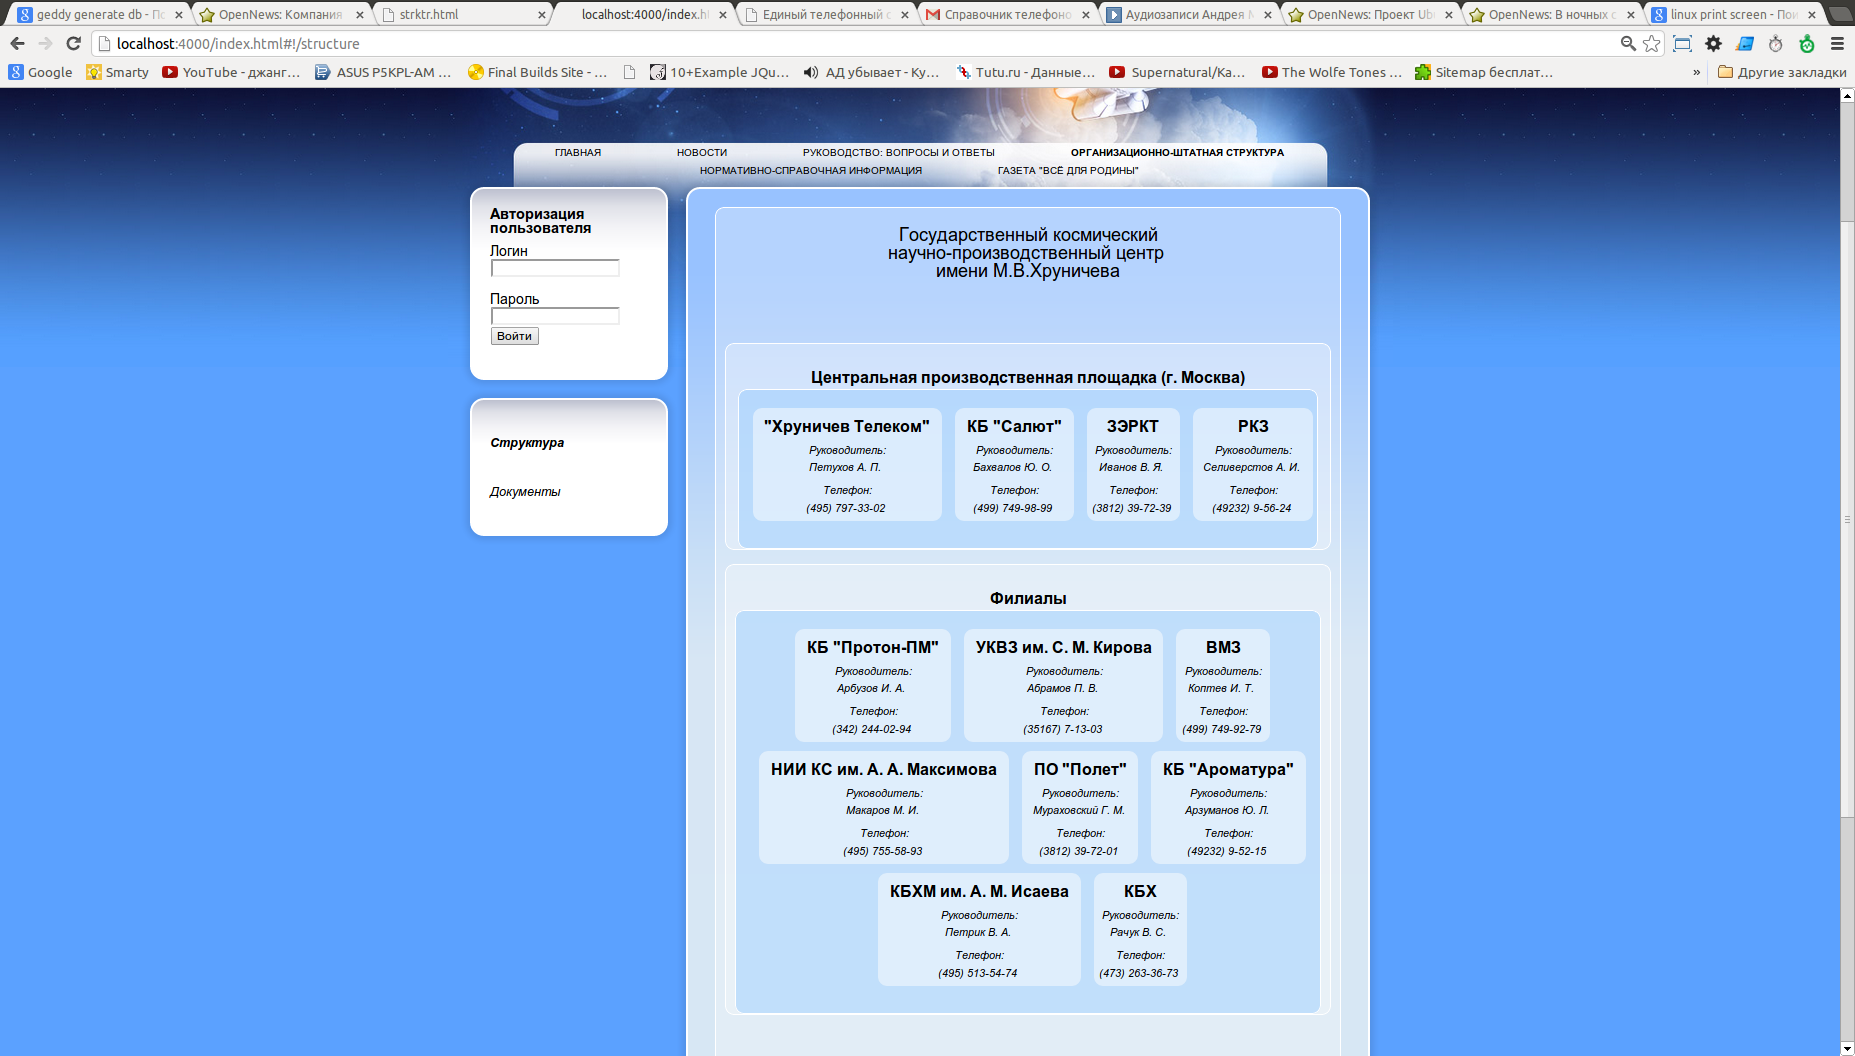 geddy generate db - По
OpenNews: Компания
strktr.html
localhost:4000/index.h
Единый телефонный с
Справочник телефоно
Аудиозаписи Андрея М
OpenNews: Проект Ub
OpenNews: В ночных с
linux print screen - Пои
localhost:4000/index.html#!/structure
Google
Smarty
YouTube - джанг…
ASUS P5KPL-AM …
Final Builds Site - …
10+Example JQu…
АД убывает - Ку…
Tutu.ru - Данные…
Supernatural/Ка…
The Wolfe Tones …
Sitemap бесплат…
»
Другие закладки
ГЛАВНАЯ НОВОСТИ РУКОВОДСТВО: ВОПРОСЫ И ОТВЕТЫ ОРГАНИЗАЦИОННО-ШТАТНАЯ СТРУКТУРА
НОРМАТИВНО-СПРАВОЧНАЯ ИНФОРМАЦИЯ ГАЗЕТА "ВСЁ ДЛЯ РОДИНЫ"
Авторизация
пользователя
Логин
Пароль
Войти
Структура
Документы
Государственный космический
научно-производственный центр
имени М.В.Хруничева
Центральная производственная площадка (г. Москва)
"Хруничев Телеком"
Руководитель:
Петухов А. П.
Телефон:
(495) 797-33-02
КБ "Салют"
Руководитель:
Бахвалов Ю. О.
Телефон:
(499) 749-98-99
ЗЭРКТ
Руководитель:
Иванов В. Я.
Телефон:
(3812) 39-72-39
РКЗ
Руководитель:
Селиверстов А. И.
Телефон:
(49232) 9-56-24
Филиалы
КБ "Протон-ПМ"
Руководитель:
Арбузов И. А.
Телефон:
(342) 244-02-94
УКВЗ им. С. М. Кирова
Руководитель:
Абрамов П. В.
Телефон:
(35167) 7-13-03
ВМЗ
Руководитель:
Коптев И. Т.
Телефон:
(499) 749-92-79
НИИ КС им. А. А. Максимова
Руководитель:
Макаров М. И.
Телефон:
(495) 755-58-93
ПО "Полет"
Руководитель:
Мураховский Г. М.
Телефон:
(3812) 39-72-01
КБ "Ароматура"
Руководитель:
Арзуманов Ю. Л.
Телефон:
(49232) 9-52-15
КБХМ им. А. М. Исаева
Руководитель:
Петрик В. А.
Телефон:
(495) 513-54-74
КБХ
Руководитель:
Рачук В. С.
Телефон:
(473) 263-36-73